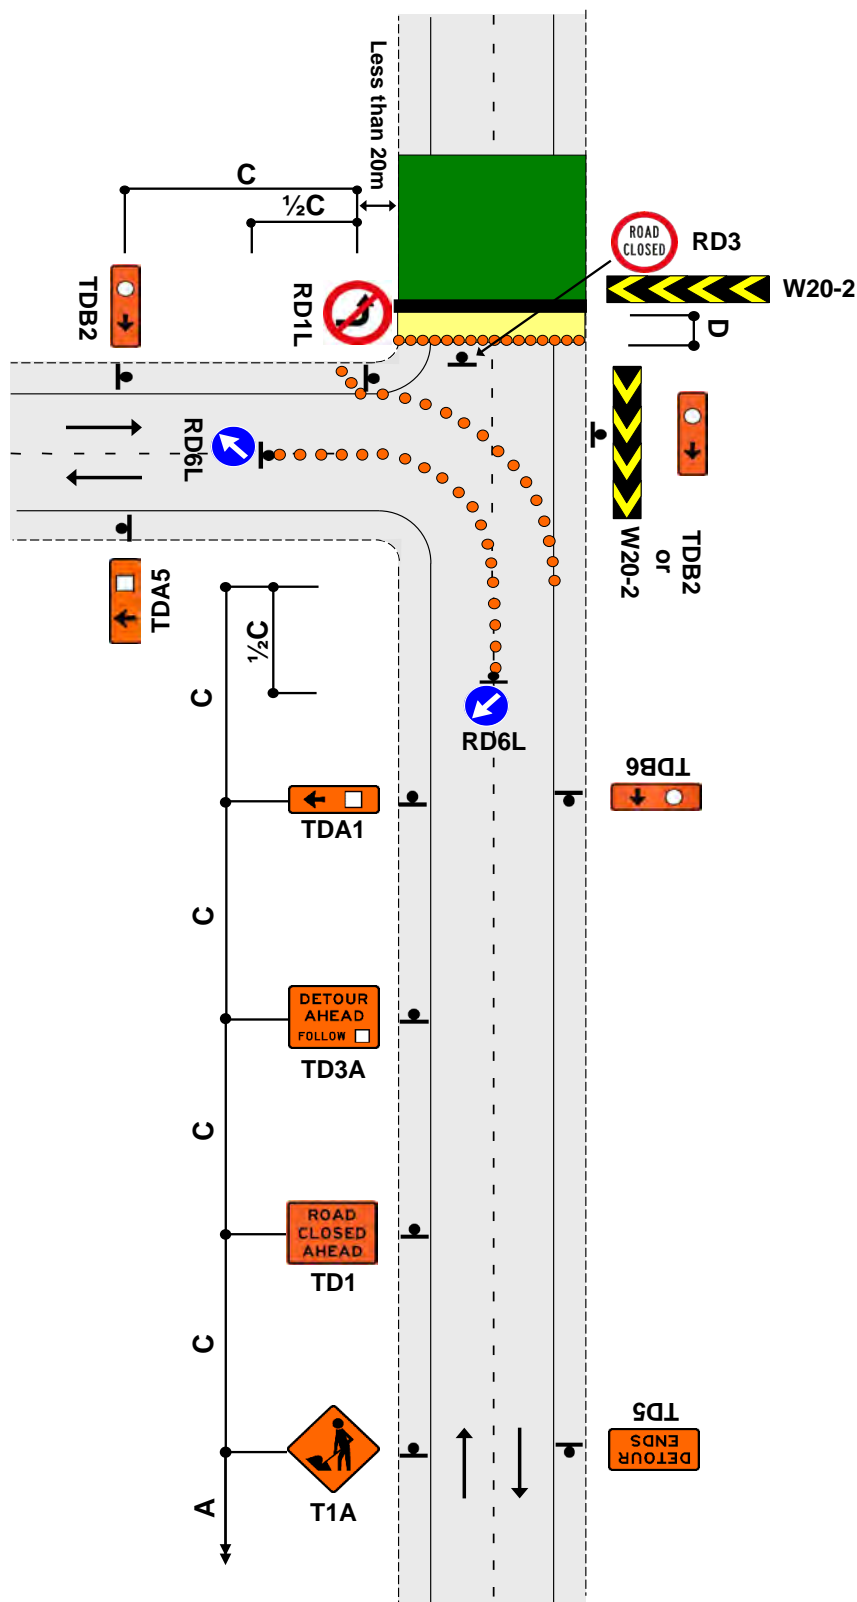 Less than 20m
C
½C
ROAD
CLOSED
RD3
TDB2
RD1L
W20-2
D
RD6L
W20-2
or
TDB2
TDA5
½C
C
RD6L
TDB6
TDA1
C
DETOUR
AHEAD
FOLLOW
TD3A
C
ROAD
CLOSED
AHEAD
TD1
C
TD5
DETOUR
ENDS
T1A
A